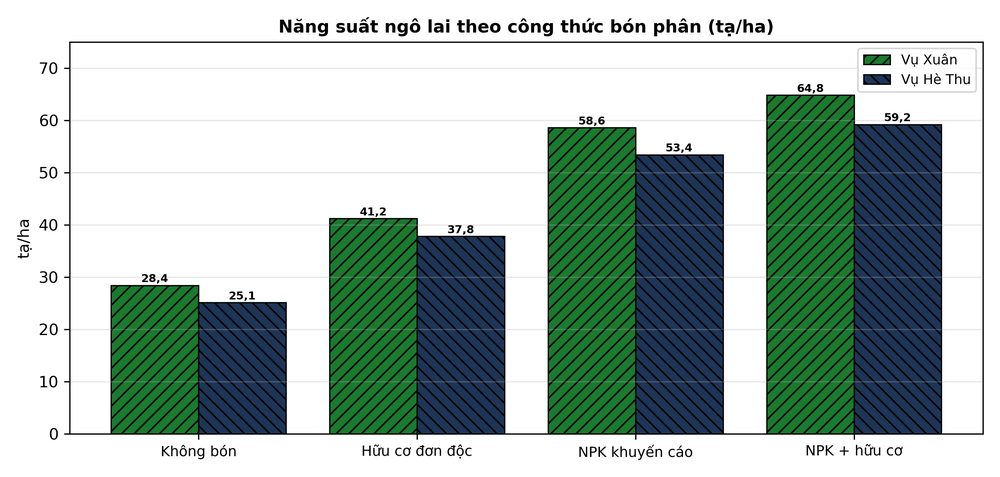 Năng suất ngô lai theo công thức bón phân (tạ/ha)
Vụ Xuân
Vụ Hè Thu
tạ/ha
70
60
50
40
30
20
10
0
28,4
25,1
41,2
37,8
58,6
53,4
64,8
59,2
Không bón
Hữu cơ đơn độc
NPK khuyến cáo
NPK + hữu cơ